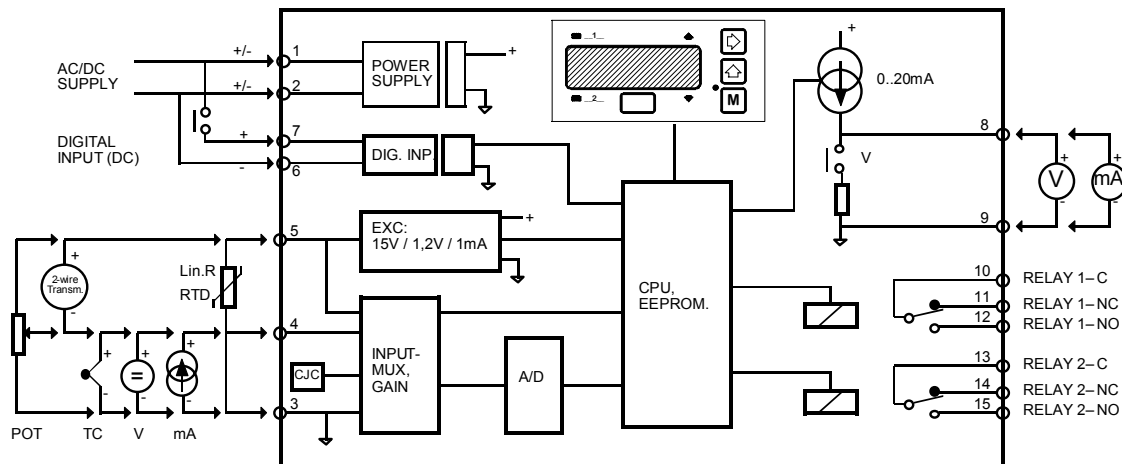 AC/DC
SUPPLY
DIGITAL
INPUT (DC)
+/-
+/-
+
-
1
2
7
6
POWER
SUPPLY
+
DIG. INP.
_1_
_2_
M
+
0..20mA
V
8
9
+
V
-
+
mA
-
5
EXC:
15V / 1,2V / 1mA
+
CPU,
EEPROM.
+
2-wire
Transm.
-
Lin.R
RTD
4
CJC
3
INPUT-
MUX,
GAIN
A/D
+
-
+
=
-
+
-
POT
TC
V
mA
10
RELAY 1–C
11
RELAY 1–NC
12
RELAY 1–NO
13
RELAY 2–C
14
RELAY 2–NC
15
RELAY 2–NO